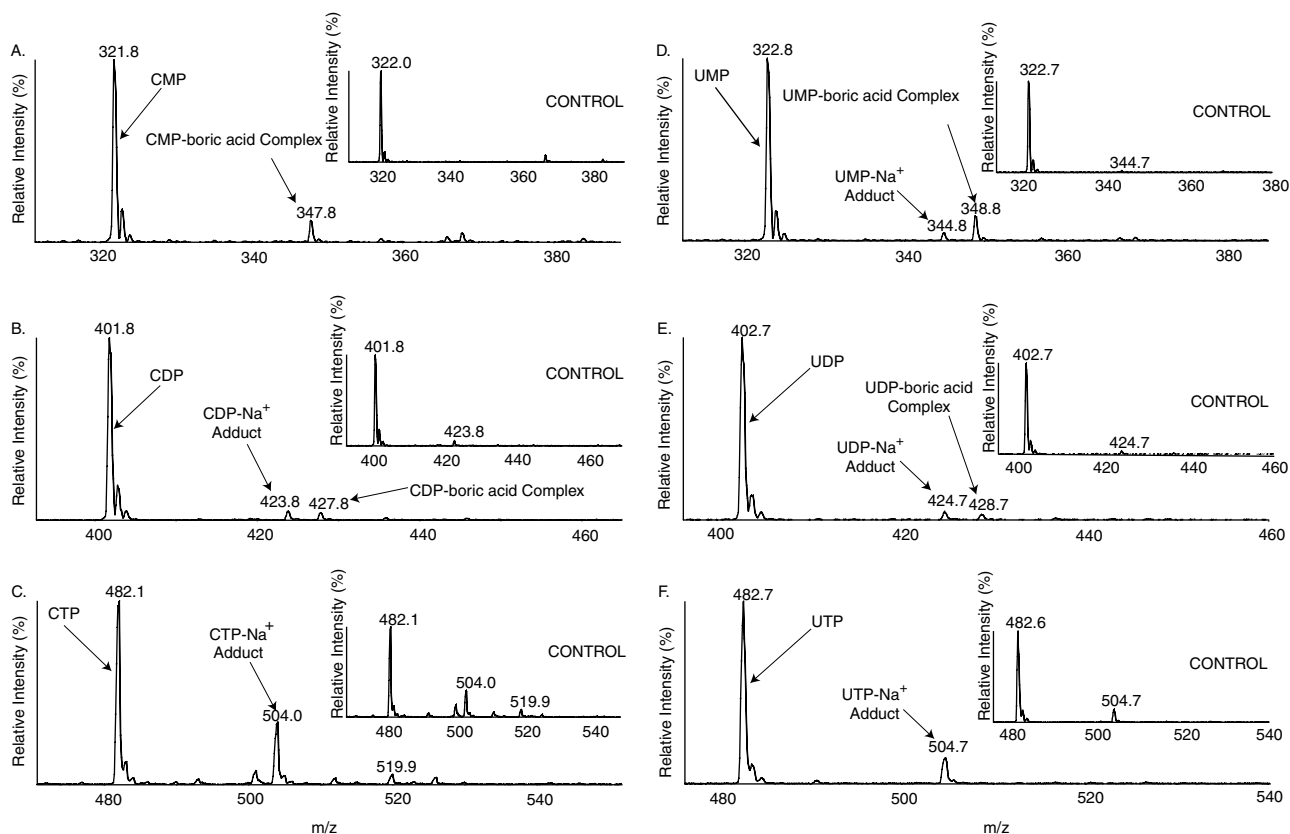 A.
Relative Intensity (%)
321.8
CMP
CMP-boric acid Complex
347.8
320
340
360
380
Relative Intensity (%)
322.0
CONTROL
320
340
360
380
D.
Relative Intensity (%)
322.8
UMP
UMP-boric acid Complex
UMP-Na+
Adduct
344.8
348.8
320
340
360
380
Relative Intensity (%)
322.7
CONTROL
344.7
320
340
360
380
B.
Relative Intensity (%)
401.8
CDP
CDP-Na+
Adduct
423.8
427.8
CDP-boric acid Complex
400
420
440
460
Relative Intensity (%)
401.8
CONTROL
423.8
400
420
440
460
E.
Relative Intensity (%)
402.7
UDP
UDP-boric acid
Complex
UDP-Na+
Adduct
424.7
428.7
400
420
440
460
Relative Intensity (%)
402.7
CONTROL
424.7
400
420
440
460
C.
Relative Intensity (%)
482.1
CTP
CTP-Na+
Adduct
504.0
519.9
480
500
520
540
m/z
Relative Intensity (%)
482.1
CONTROL
504.0
519.9
480
500
520
540
F.
Relative Intensity (%)
482.7
UTP
UTP-Na+
Adduct
504.7
480
500
520
540
m/z
Relative Intensity (%)
482.6
CONTROL
504.7
480
500
520
540